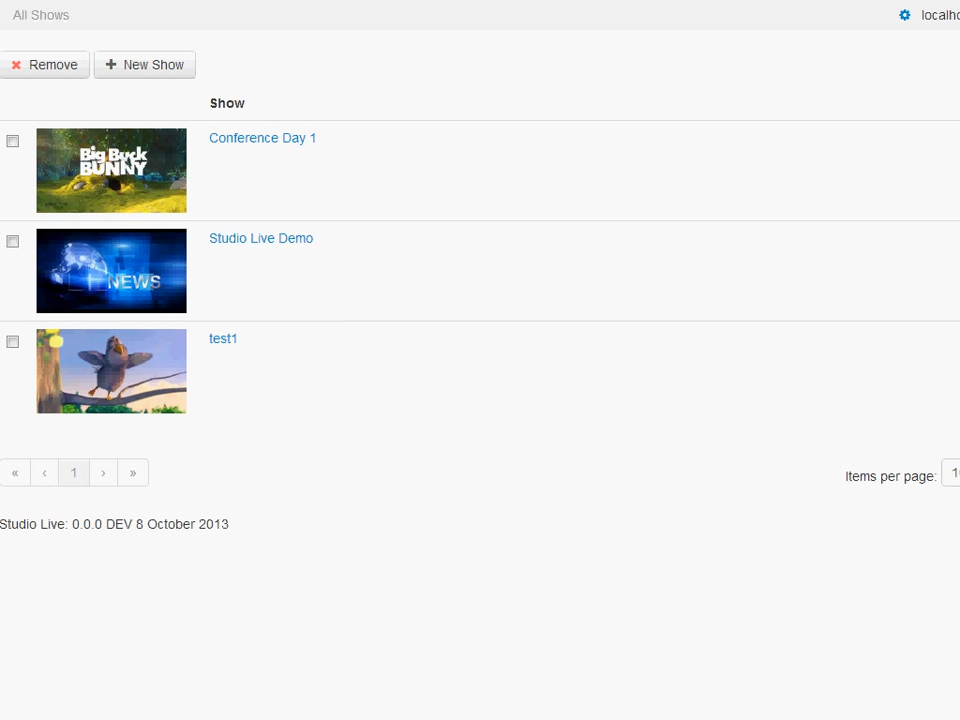 All Shows
localho
Remove
New Show
Show
Big Buck
BUNNY
Conference Day 1
NEWS
Studio Live Demo
test1
« ‹ 1 › »
Items per page: 1
Studio Live: 0.0.0 DEV 8 October 2013